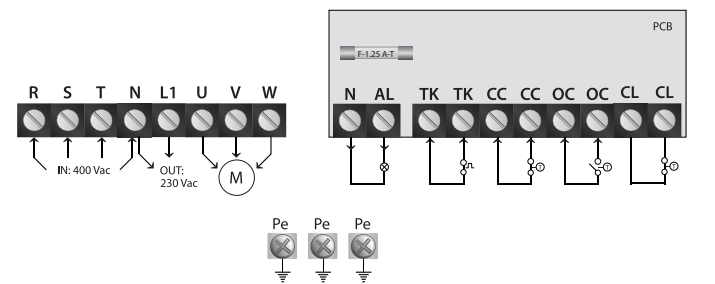 PCB
F-1.25 A-T
R S T N L1 U V W
N AL TK TK CC CC OC OC CL CL
IN: 400 Vac
OUT:
230 Vac
M
T T T
Pe Pe Pe